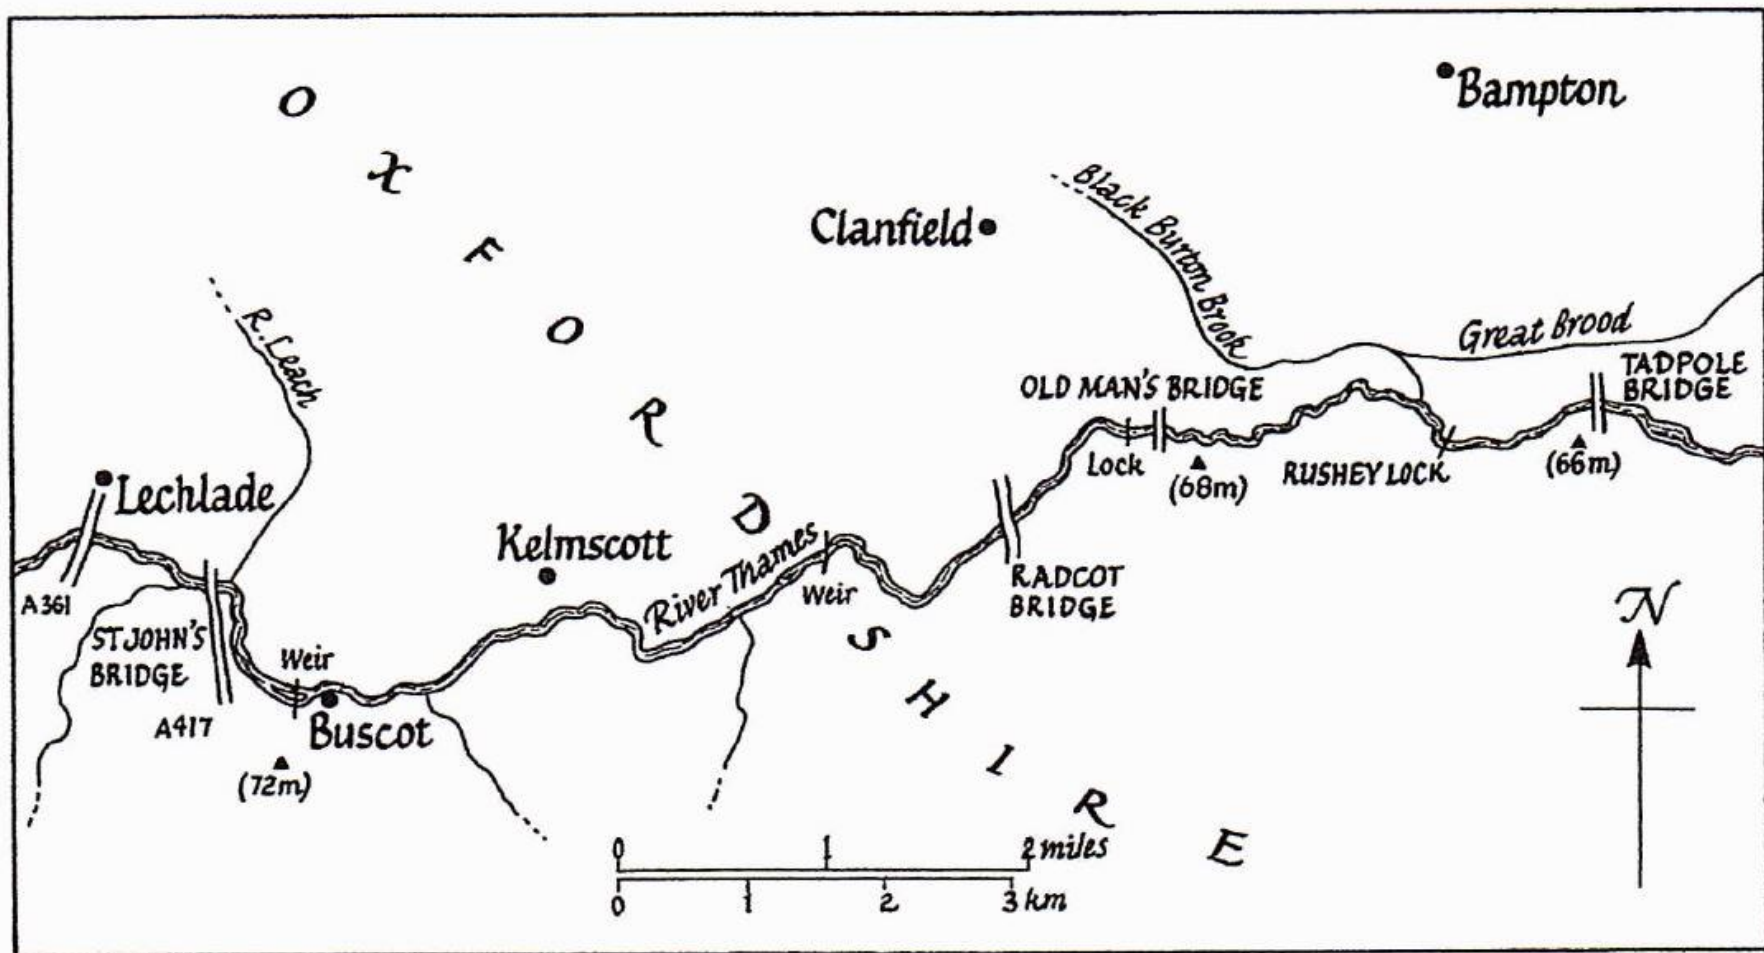 OXFORDSHIRE
Bampton
Black Burton Brook
Clanfield
R. Leach
Great Brood
TADPOLE
BRIDGE
OLD MAN'S BRIDGE
Lock
(68m)
RUSHEY LOCK
(66m)
Lechlade
Kelmscott
River Thames
Weir
RADCOT
BRIDGE
A361
ST JOHN'S
BRIDGE
Weir
A417
Buscot
(72m)
N
0 1 2 miles
0 1 2 3 km